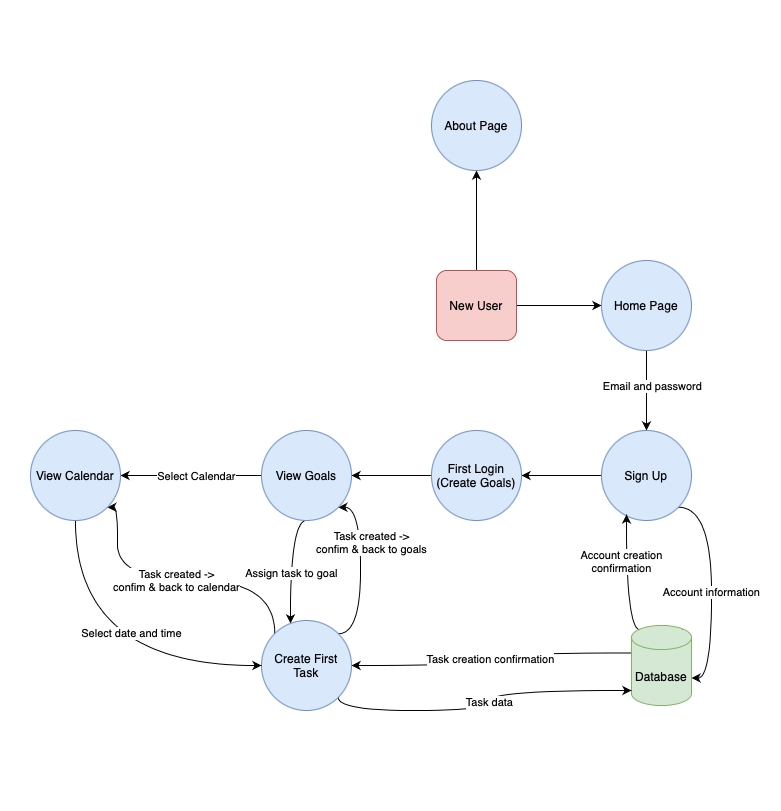 About Page
New User
Home Page
Email and password
View Calendar
Select Calendar
View Goals
First Login
(Create Goals)
Sign Up
Task created ->
confim & back to goals
Account creation
confirmation
Task created ->
confim & back to calendar
Assign task to goal
Account information
Select date and time
Create First
Task
Task creation confirmation
Database
Task data